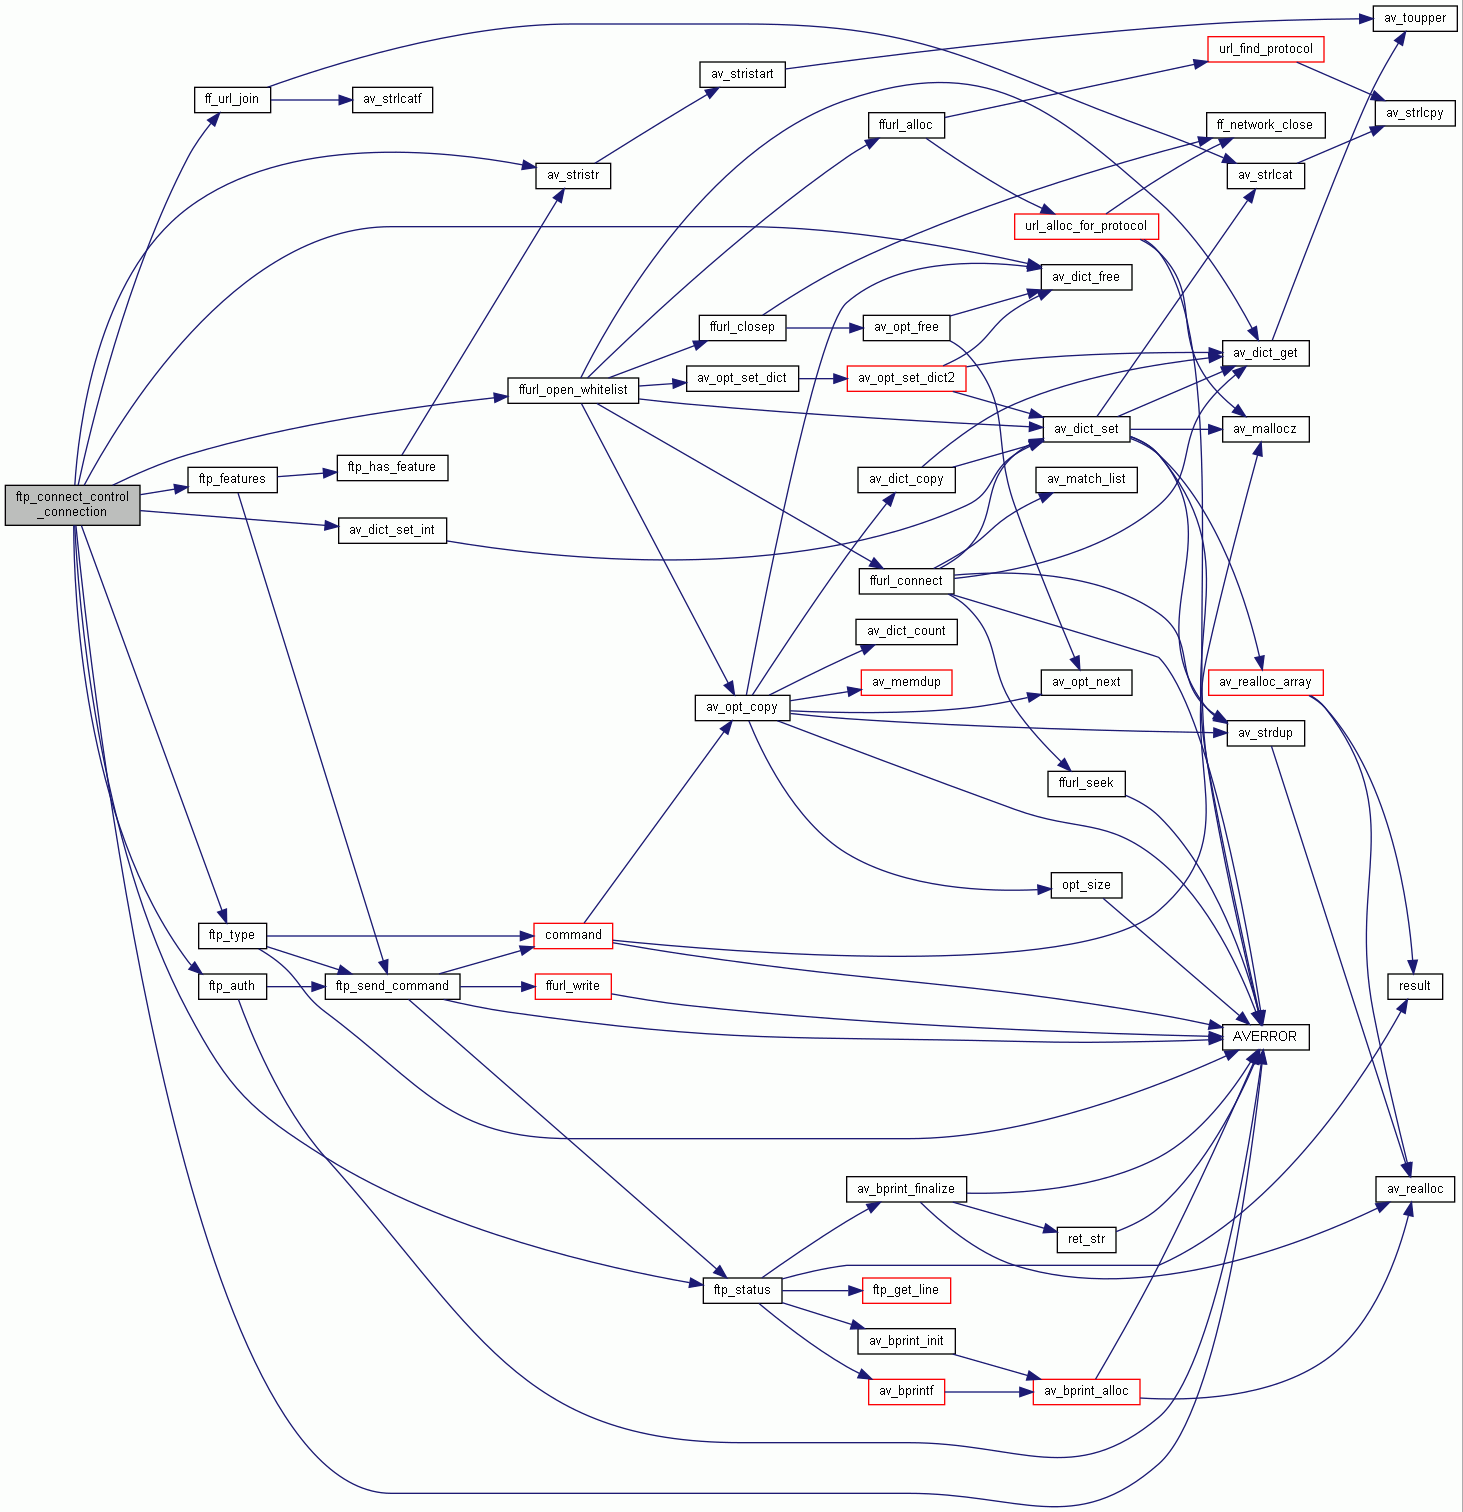 av_toupper
url_find_protocol
av_stristart
ff_url_join
av_strlcatf
av_strlcpy
ffurl_alloc
ff_network_close
av_stristr
av_strlcat
url_alloc_for_protocol
av_dict_free
ffurl_closep
av_opt_free
av_dict_get
av_opt_set_dict
av_opt_set_dict2
ffurl_open_whitelist
av_dict_set
av_mallocz
ftp_has_feature
ftp_features
av_dict_copy
av_match_list
ftp_connect_control
_connection
av_dict_set_int
ffurl_connect
av_dict_count
av_memdup
av_opt_next
av_realloc_array
av_opt_copy
av_strdup
ffurl_seek
opt_size
ftp_type
command
ftp_auth
ftp_send_command
ffurl_write
result
AVERROR
av_bprint_finalize
av_realloc
ret_str
ftp_status
ftp_get_line
av_bprint_init
av_bprintf
av_bprint_alloc